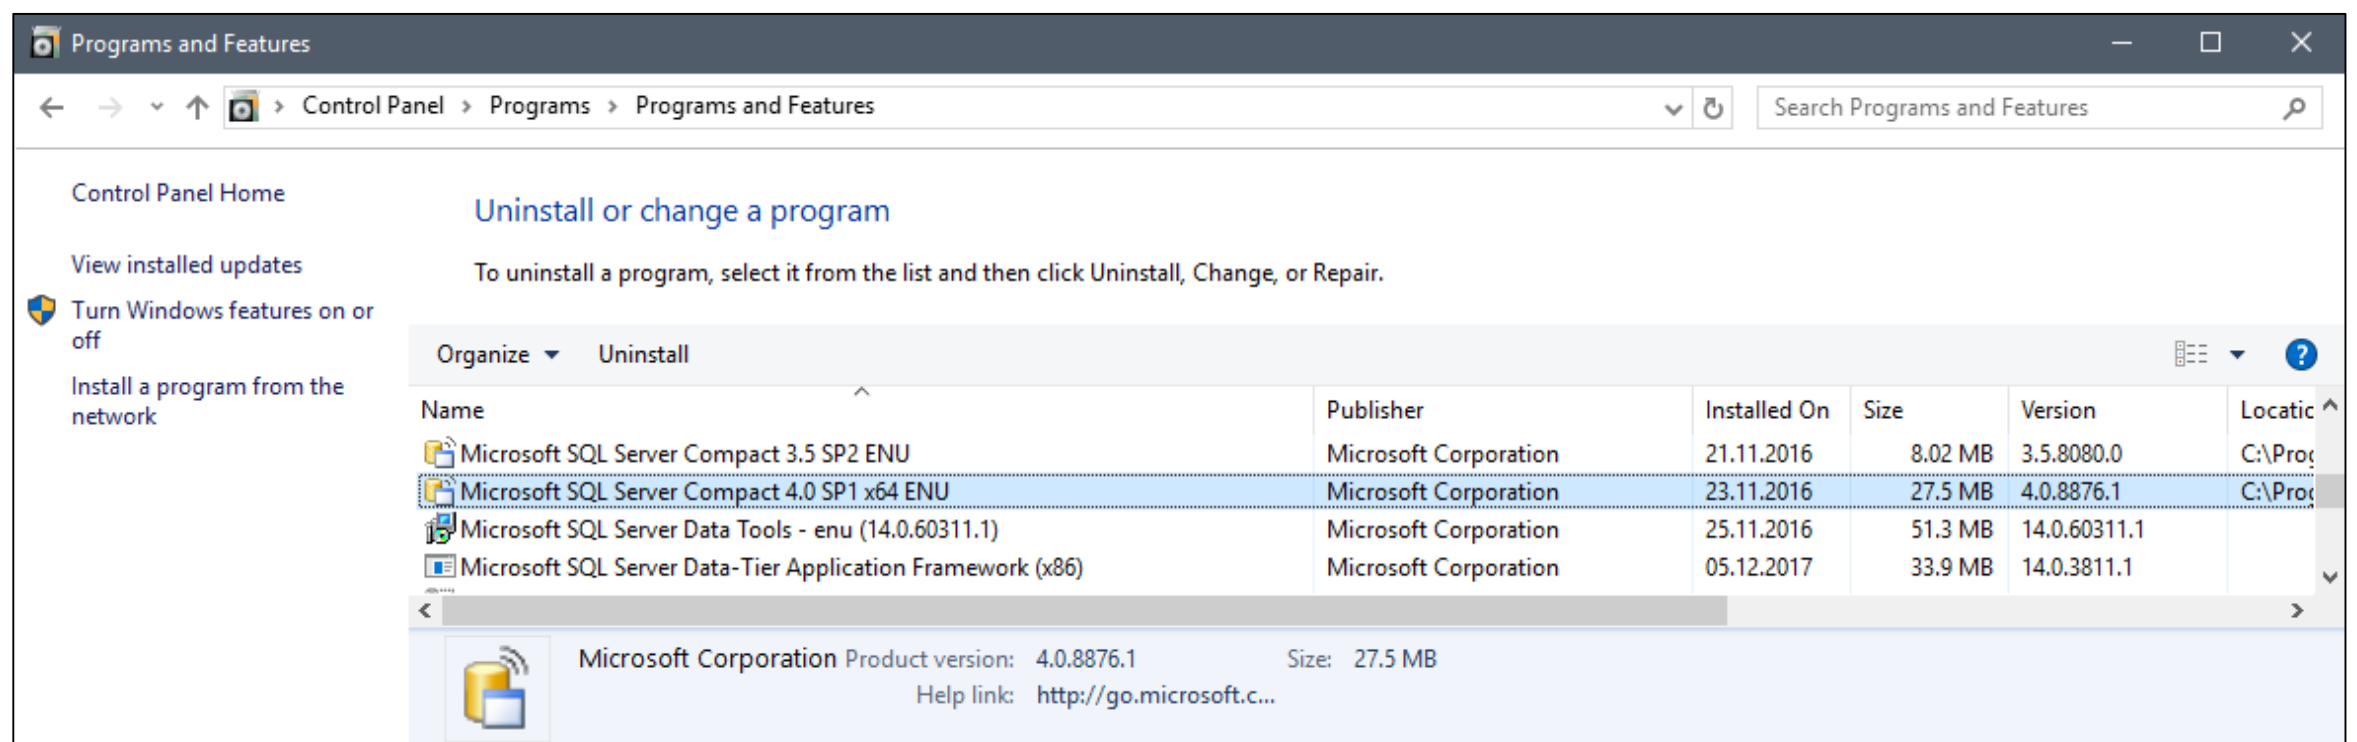 Programs and Features
Control Panel > Programs > Programs and Features
Search Programs and Features
Control Panel Home
View installed updates
Turn Windows features on or
off
Install a program from the
network
Uninstall or change a program
To uninstall a program, select it from the list and then click Uninstall, Change, or Repair.
Organize Uninstall
Name Publisher Installed On Size Version
Microsoft SQL Server Compact 3.5 SP2 ENU Microsoft Corporation 21.11.2016 8.02 MB 3.5.8080.0
Microsoft SQL Server Compact 4.0 SP1 x64 ENU Microsoft Corporation 23.11.2016 27.5 MB 4.0.8876.1
Microsoft SQL Server Data Tools - enu (14.0.60311.1) Microsoft Corporation 25.11.2016 51.3 MB 14.0.60311.1
Microsoft SQL Server Data-Tier Application Framework (x86) Microsoft Corporation 05.12.2017 33.9 MB 14.0.3811.1
Microsoft Corporation Product version: 4.0.8876.1 Size: 27.5 MB
Help link: http://go.microsoft.c...